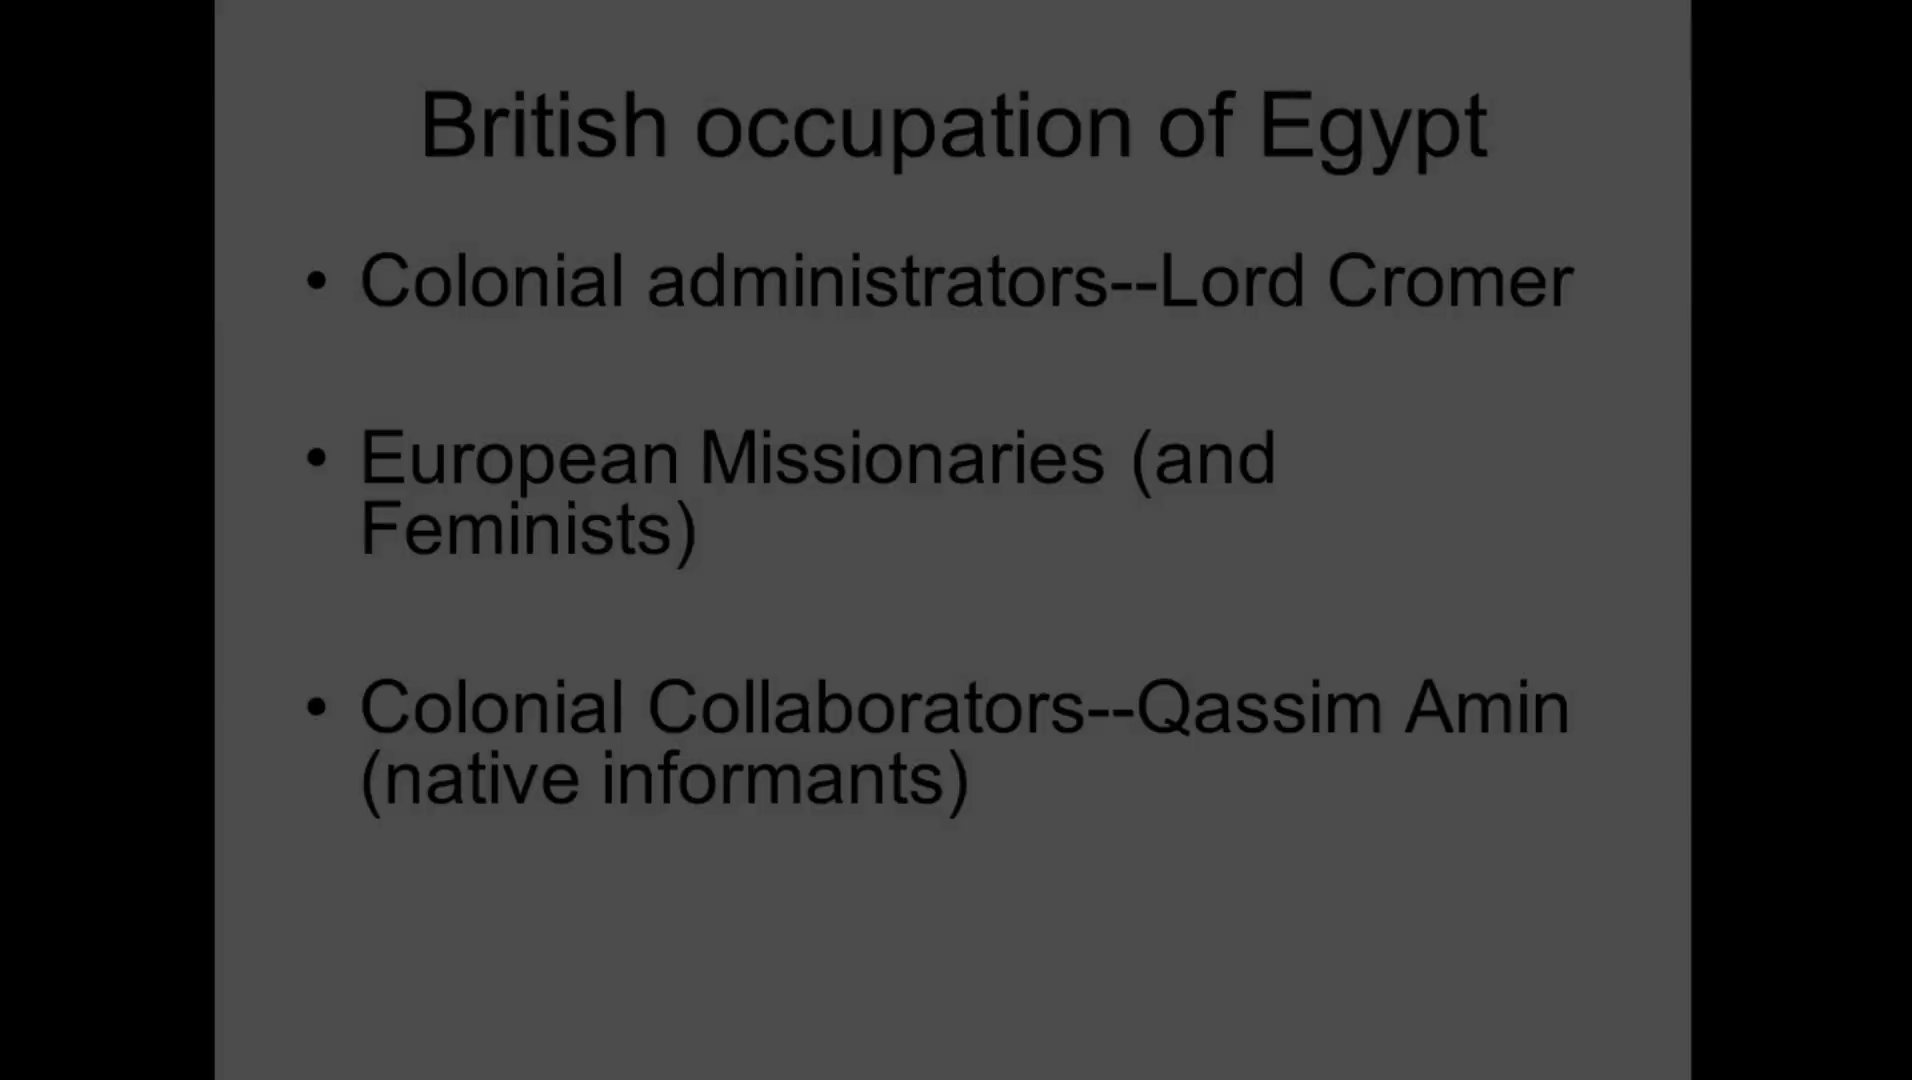 British occupation of Egypt
• Colonial administrators--Lord Cromer
• European Missionaries (and
Feminists)
• Colonial Collaborators--Qassim Amin
(native informants)